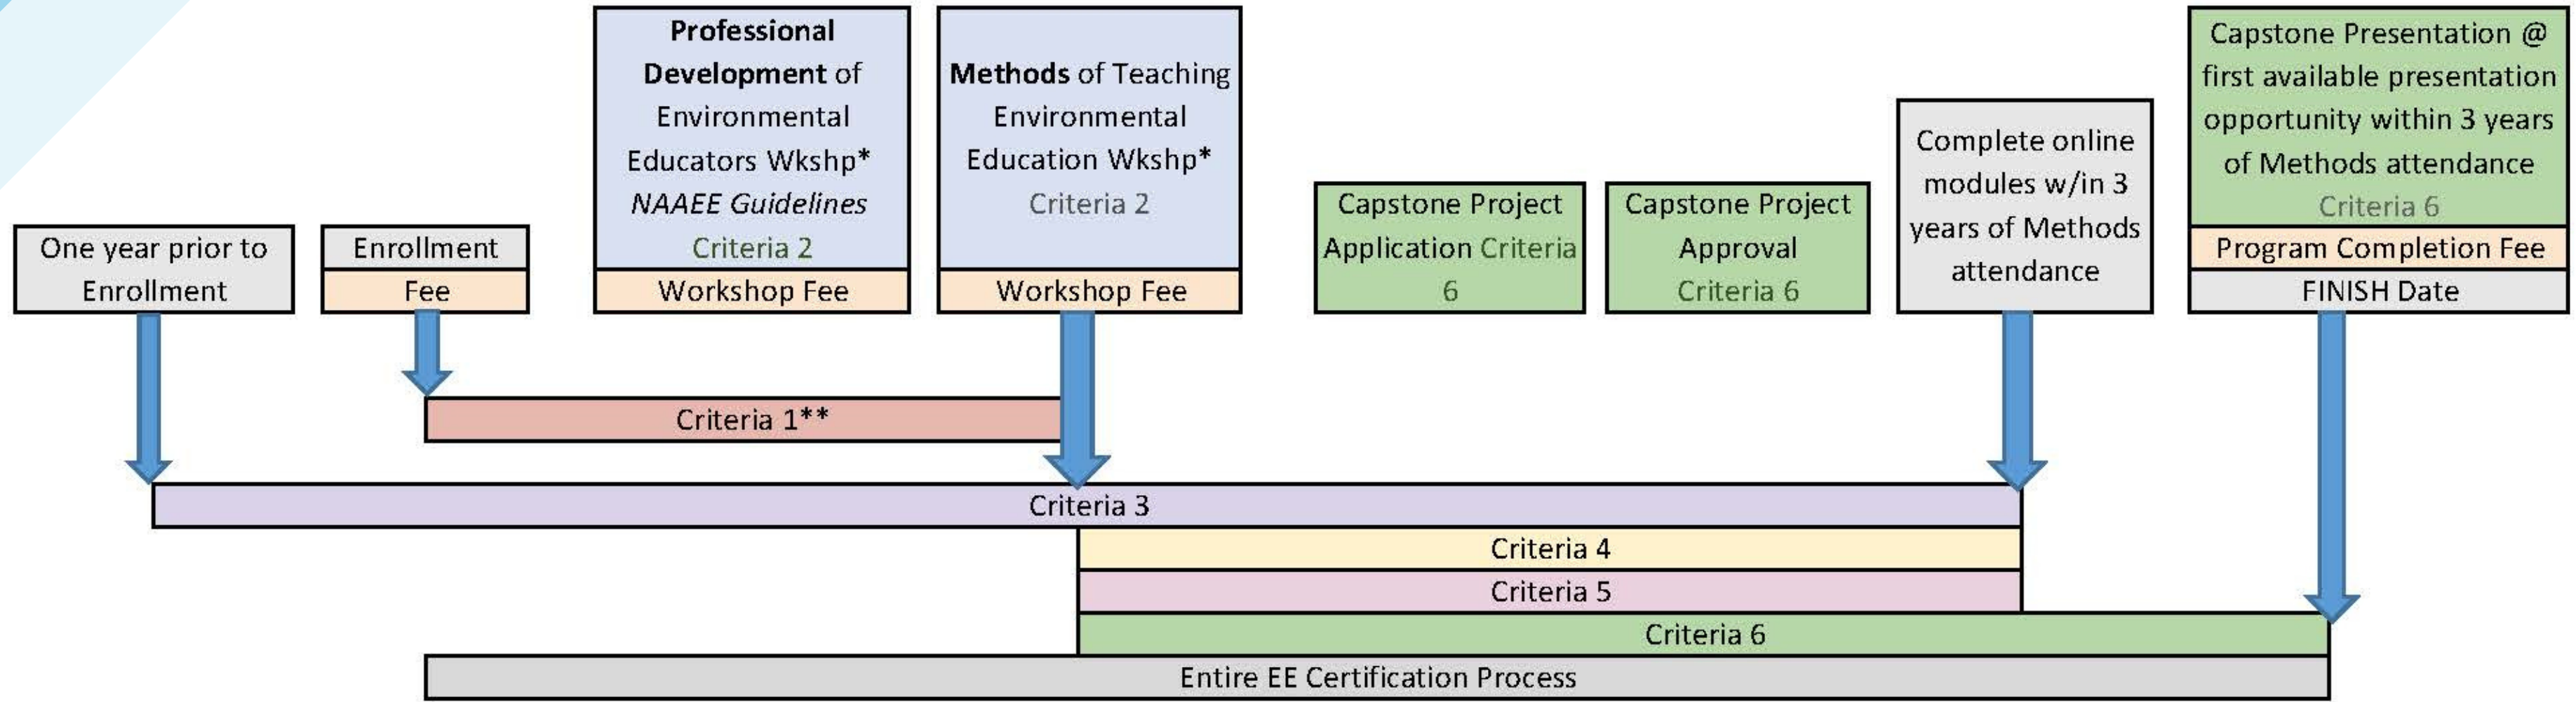 One year prior to
Enrollment
Enrollment
Fee
Professional
Development of
Environmental
Educators Wkshp*
NAAEE Guidelines
Criteria 2
Workshop Fee
Methods of Teaching
Environmental
Education Wkshp*
Criteria 2
Workshop Fee
Capstone Project
Application Criteria
6
Capstone Project
Approval
Criteria 6
Complete online
modules w/in 3
years of Methods
attendance
Capstone Presentation @
first available presentation
opportunity within 3 years
of Methods attendance
Criteria 6
Program Completion Fee
FINISH Date
Criteria 1**
Criteria 3
Criteria 4
Criteria 5
Criteria 6
Entire EE Certification Process